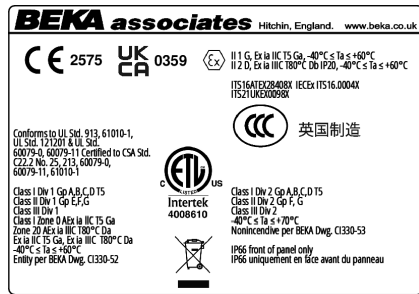 BEKA associates Hitchin, England. www.beka.co.uk
CE 2575 UK CA 0359
Ex
II 1 G, Ex ia IIC T5 Ga, -40°C ≤ Ta ≤ +60°C
II 2 D, Ex ia IIIC T80°C Db IP20, -40°C ≤ Ta ≤ +60°C
ITS16ATEX28408X IECEx ITS16.0004X
ITS21UKEX0098X
CCC 英国制造
Conforms to UL Std. 913, 61010-1,
UL Std. 121201 & UL Std.
60079-0, 60079-11 Certified to CSA Std.
C22.2 No. 25, 213, 60079-0,
60079-11, 61010-1
C ETL US
LISTED
Intertek
4008610
Class I Div 1 Gp A,B,C,D T5
Class II Div 1 Gp E,F,G
Class III Div 1
Class I Zone 0 AEx ia IIC T5 Ga
Zone 20 AEx ia IIIC T80°C Da
Ex ia IIC T5 Ga, Ex ia IIIC T80°C Da
-40°C ≤ Ta ≤ +60°C
Entity per BEKA Dwg. CI330-52
Class I Div 2 Gp A,B,C,D T5
Class II Div 2 Gp F, G
Class III Div 2
-40°C ≤ Ta ≤ +70°C
Nonincendive per BEKA Dwg. CI330-53
IP66 front of panel only
IP66 uniquement en face avant du panneau